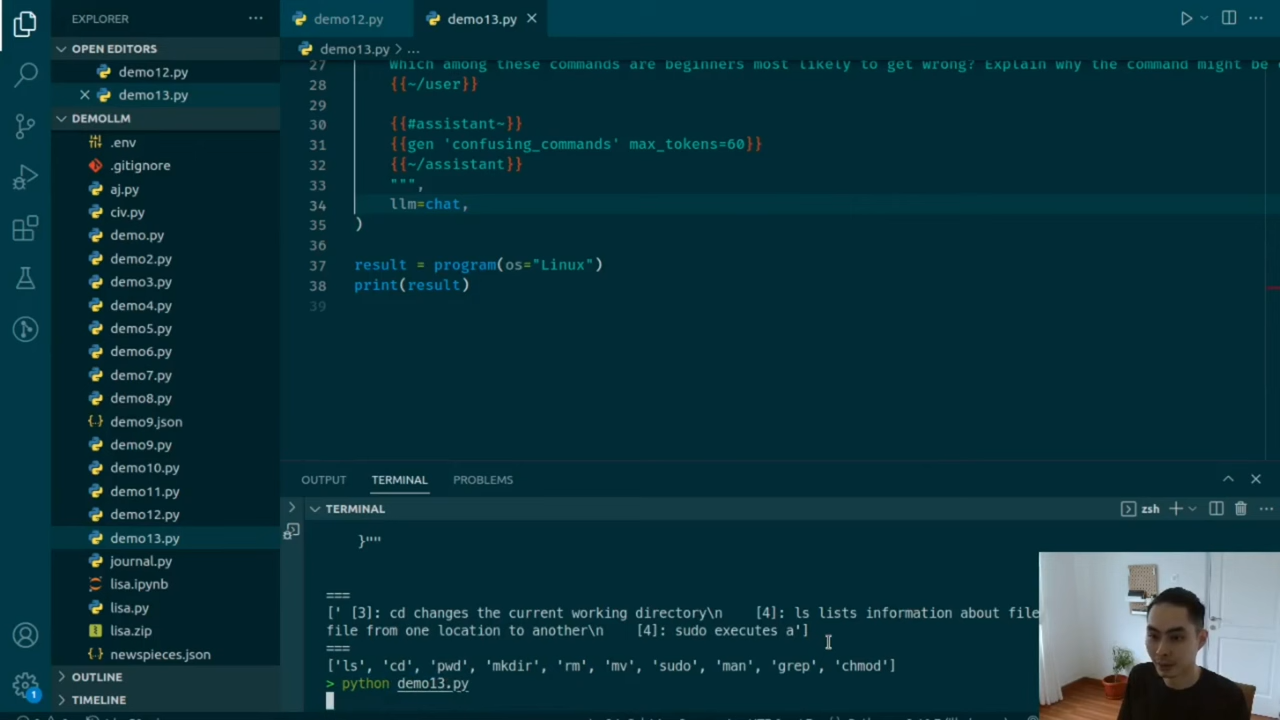 EXPLORER
OPEN EDITORS
demo12.py
demo13.py
DEMOLLM
.env
.gitignore
aj.py
civ.py
demo.py
demo2.py
demo3.py
demo4.py
demo5.py
demo6.py
demo7.py
demo8.py
demo9.json
demo9.py
demo10.py
demo11.py
demo12.py
demo13.py
journal.py
lisa.ipynb
lisa.py
lisa.zip
newspieces.json
OUTLINE
TIMELINE
1
demo12.py demo13.py
demo13.py > ...
27 Which among these commands are beginners most likely to get wrong? Explain why the command might be
28 {{~/user}}
29
30 {{#assistant~}}
31 {{gen 'confusing_commands' max_tokens=60}}
32 {{~/assistant}}
33 """,
34 llm=chat,
35 )
36
37 result = program(os="Linux")
38 print(result)
39
OUTPUT TERMINAL PROBLEMS
TERMINAL zsh
}""
===
[' [3]: cd changes the current working directory\n [4]: ls lists information about file
file from one location to another\n [4]: sudo executes a']
===
['ls', 'cd', 'pwd', 'mkdir', 'rm', 'mv', 'sudo', 'man', 'grep', 'chmod']
> python demo13.py